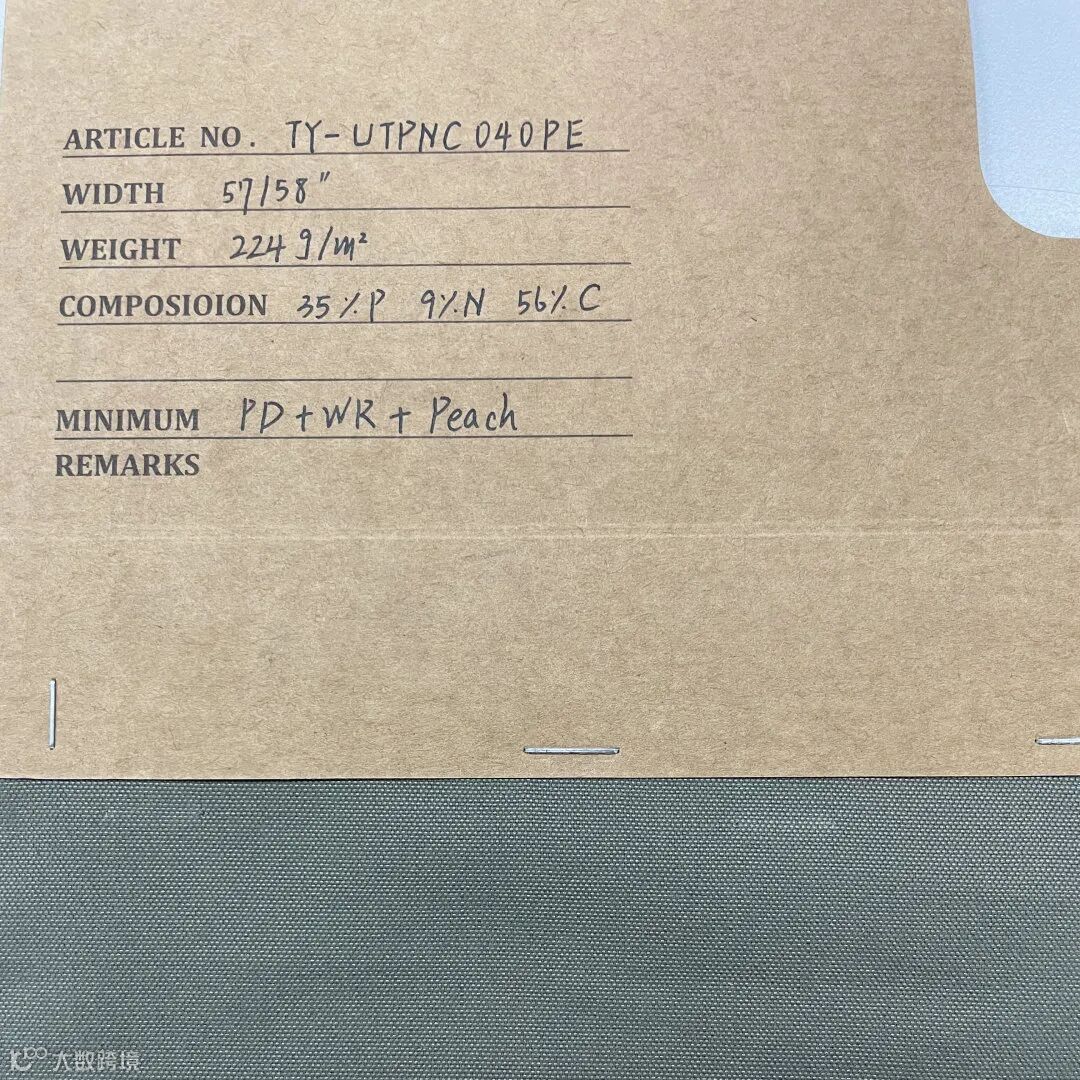 ARTICLE NO. TY-UTPNC040PE
WIDTH 57/58"
WEIGHT 224 g/m²
COMPOSIOION 35%P 9%N 56%C
MINIMUM PD+WR+Peach
REMARKS
大数跨境